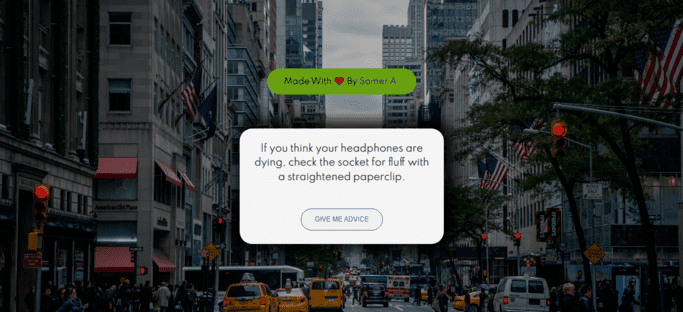 Made With ❤ By Samer A
If you think your headphones are
dying, check the socket for fluff with
a straightened paperclip.
GIVE ME ADVICE